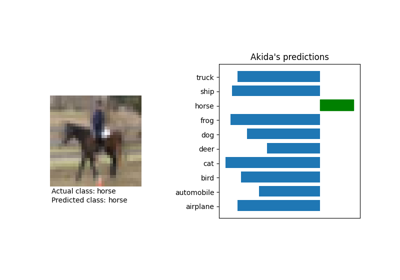 Akida's predictions
truck
ship
horse
frog
dog
deer
cat
bird
automobile
airplane
Actual class: horse
Predicted class: horse